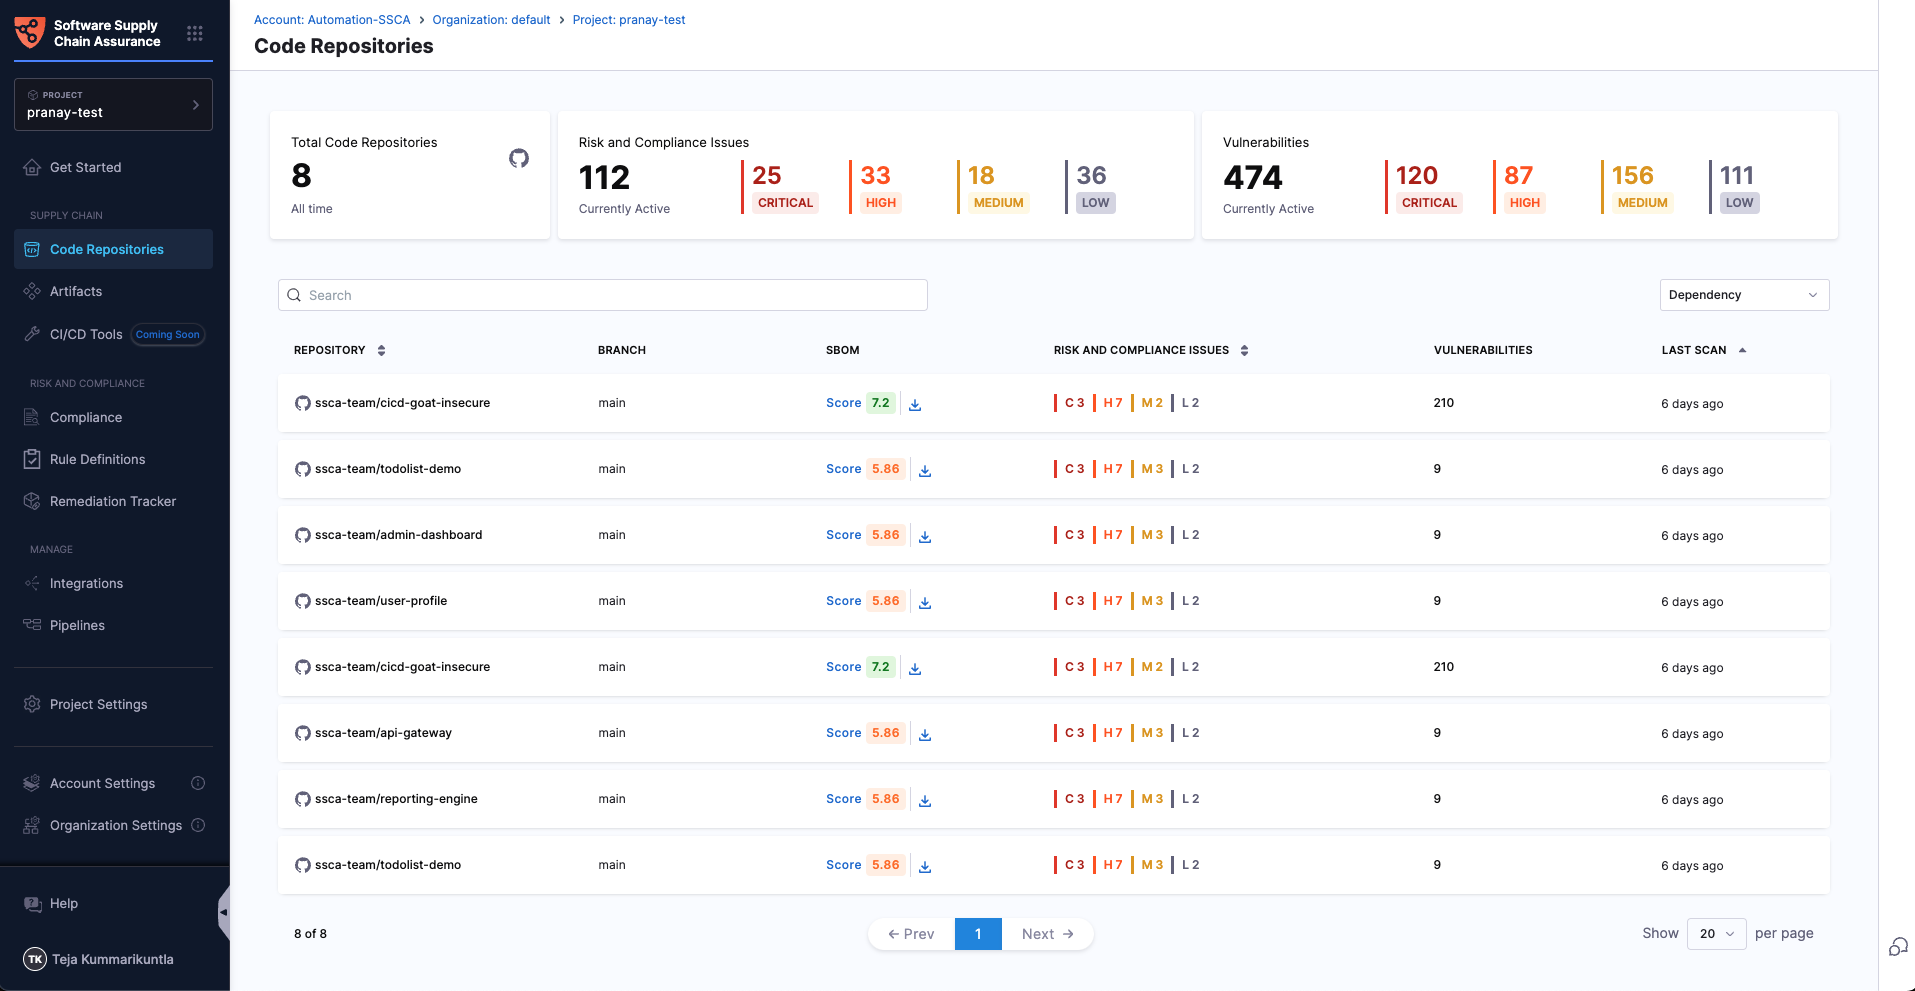 Software Supply
Chain Assurance
PROJECT
pranay-test
Get Started
SUPPLY CHAIN
Code Repositories
Artifacts
CI/CD Tools Coming Soon
RISK AND COMPLIANCE
Compliance
Rule Definitions
Remediation Tracker
MANAGE
Integrations
Pipelines
Project Settings
Account Settings
Organization Settings
Help
TK Teja Kummarikuntla
Account: Automation-SSCA > Organization: default > Project: pranay-test
Code Repositories
Total Code Repositories
8
All time
Risk and Compliance Issues
112
Currently Active
25 CRITICAL
33 HIGH
18 MEDIUM
36 LOW
Vulnerabilities
474
Currently Active
120 CRITICAL
87 HIGH
156 MEDIUM
111 LOW
Search
Dependency
REPOSITORY BRANCH SBOM RISK AND COMPLIANCE ISSUES VULNERABILITIES LAST SCAN
ssca-team/cicd-goat-insecure main Score 7.2 C 3 H 7 M 2 L 2 210 6 days ago
ssca-team/todolist-demo main Score 5.86 C 3 H 7 M 3 L 2 9 6 days ago
ssca-team/admin-dashboard main Score 5.86 C 3 H 7 M 3 L 2 9 6 days ago
ssca-team/user-profile main Score 5.86 C 3 H 7 M 3 L 2 9 6 days ago
ssca-team/cicd-goat-insecure main Score 7.2 C 3 H 7 M 2 L 2 210 6 days ago
ssca-team/api-gateway main Score 5.86 C 3 H 7 M 3 L 2 9 6 days ago
ssca-team/reporting-engine main Score 5.86 C 3 H 7 M 3 L 2 9 6 days ago
ssca-team/todolist-demo main Score 5.86 C 3 H 7 M 3 L 2 9 6 days ago
8 of 8
← Prev 1 Next →
Show 20 per page